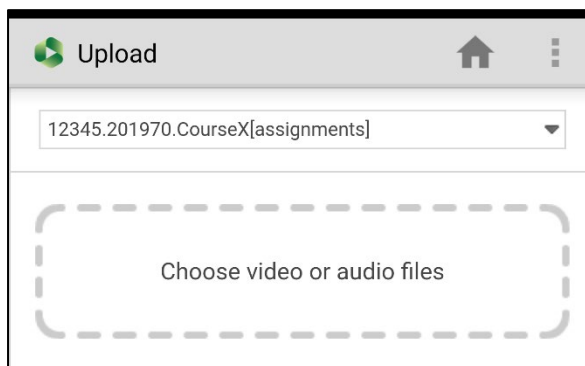 Upload
12345.201970.CourseX[assignments]
Choose video or audio files